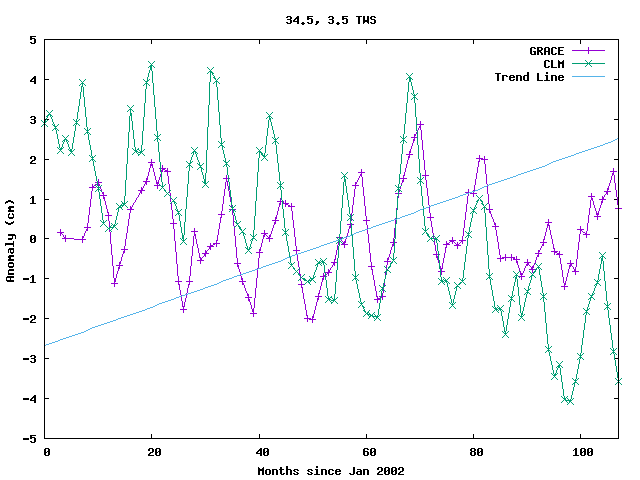 34.5, 3.5 TWS
GRACE
CLM
Trend Line
5
4
3
2
1
0
-1
-2
-3
-4
-5
Anomaly (cm)
0 20 40 60 80 100
Months since Jan 2002